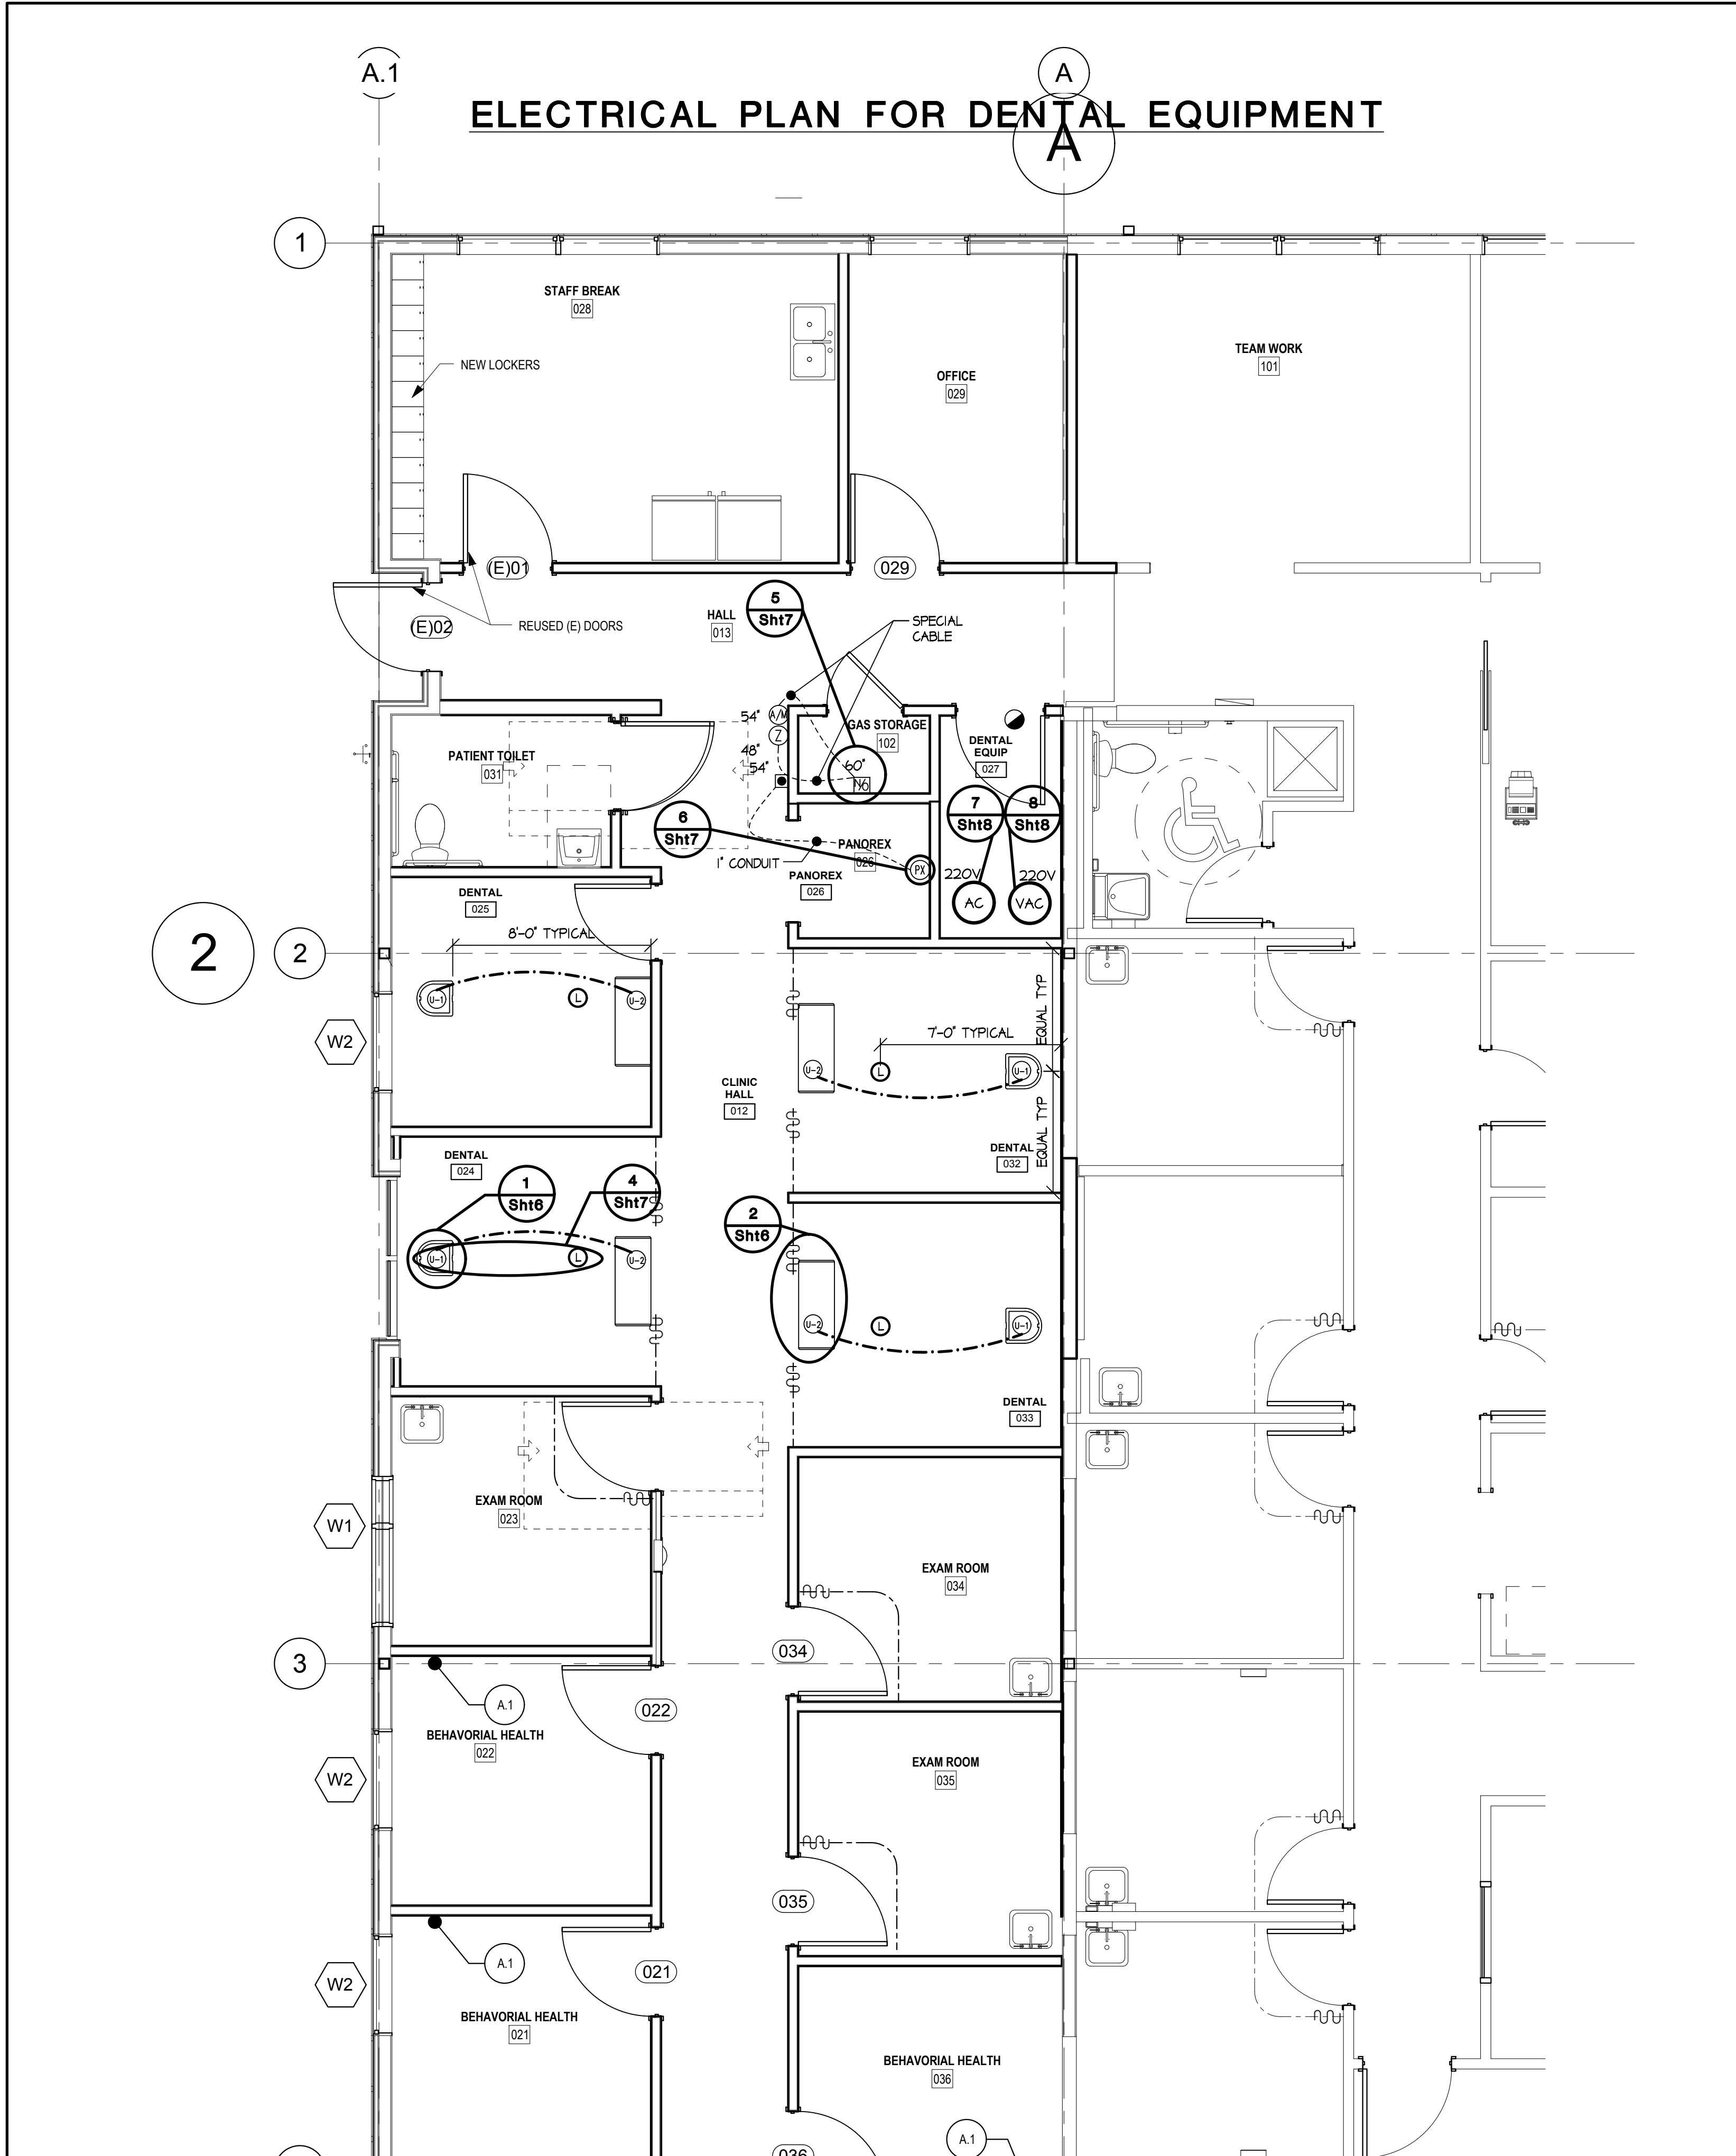 A.1
A
ELECTRICAL PLAN FOR DENTAL EQUIPMENT
A
1
STAFF BREAK
028
NEW LOCKERS
OFFICE
029
TEAM WORK
101
(E)01
029
(E)02
REUSED (E) DOORS
HALL
013
5
Sht7
SPECIAL
CABLE
54"
A/M
Z
48"
54"
GAS STORAGE
102
60"
DENTAL
EQUIP
027
PATIENT TOILET
031
6
Sht7
7
Sht8
8
Sht8
1" CONDUIT
PANOREX
026
PANOREX
026
PX
220V
AC
220V
VAC
DENTAL
025
8'-0" TYPICAL
2
2
U-1
L
U-2
W2
EQUAL TYP
7'-0" TYPICAL
U-2
L
U-1
CLINIC
HALL
012
EQUAL TYP
DENTAL
032
DENTAL
024
1
Sht6
4
Sht7
2
Sht6
U-1
L
U-2
U-2
L
U-1
DENTAL
033
EXAM ROOM
023
W1
EXAM ROOM
034
3
034
A.1
022
BEHAVORIAL HEALTH
022
W2
EXAM ROOM
035
035
A.1
021
W2
BEHAVORIAL HEALTH
021
BEHAVORIAL HEALTH
036
A.1
036